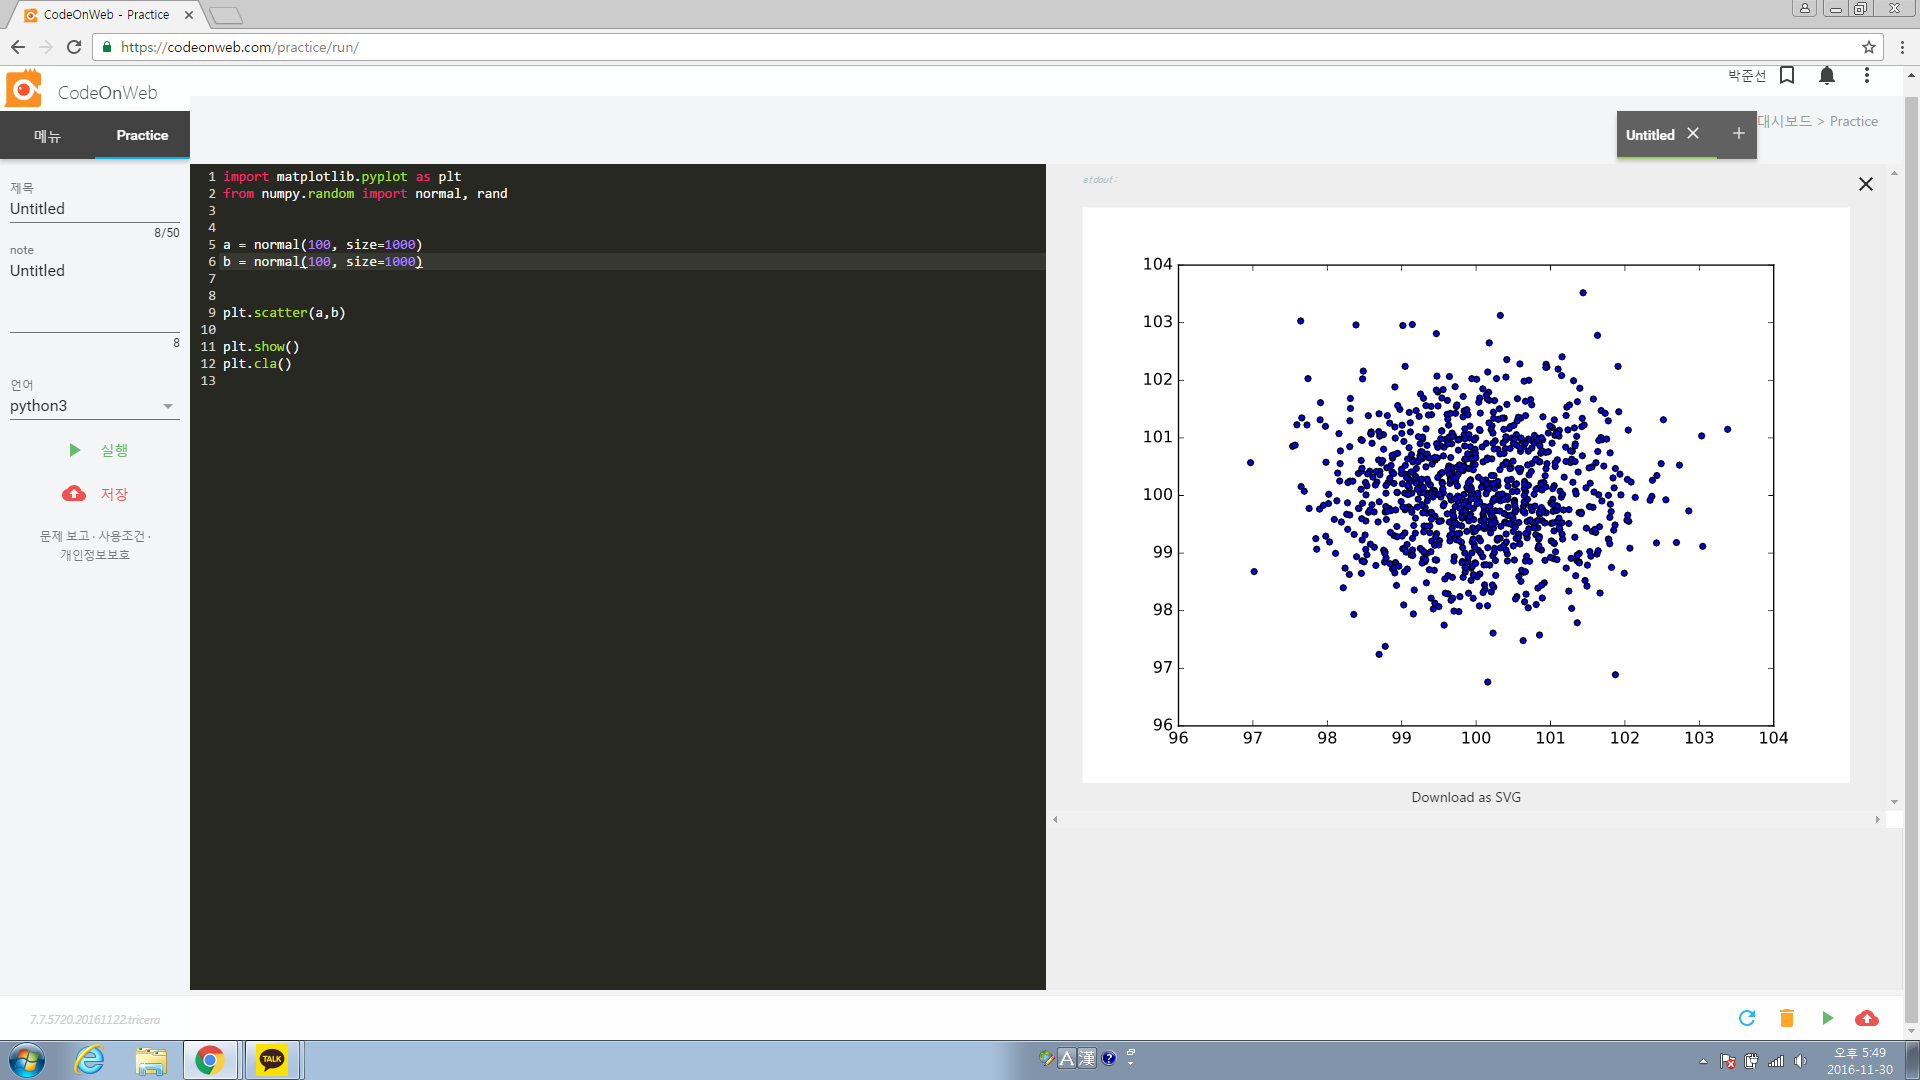 CodeOnWeb - Practice
https://codeonweb.com/practice/run/
CodeOnWeb
박준선
메뉴
Practice
Untitled
대시보드 > Practice
제목
Untitled
8/50
note
Untitled
8
언어
python3
실행
저장
문제 보고 · 사용조건 ·
개인정보보호
1 import matplotlib.pyplot as plt
2 from numpy.random import normal, rand
3
4
5 a = normal(100, size=1000)
6 b = normal(100, size=1000)
7
8
9 plt.scatter(a,b)
10
11 plt.show()
12 plt.cla()
13
stdout:
104
103
102
101
100
99
98
97
96
96 97 98 99 100 101 102 103 104
Download as SVG
7.7.5720.20161122.tricera
TALK
A 漢
오후 5:49
2016-11-30